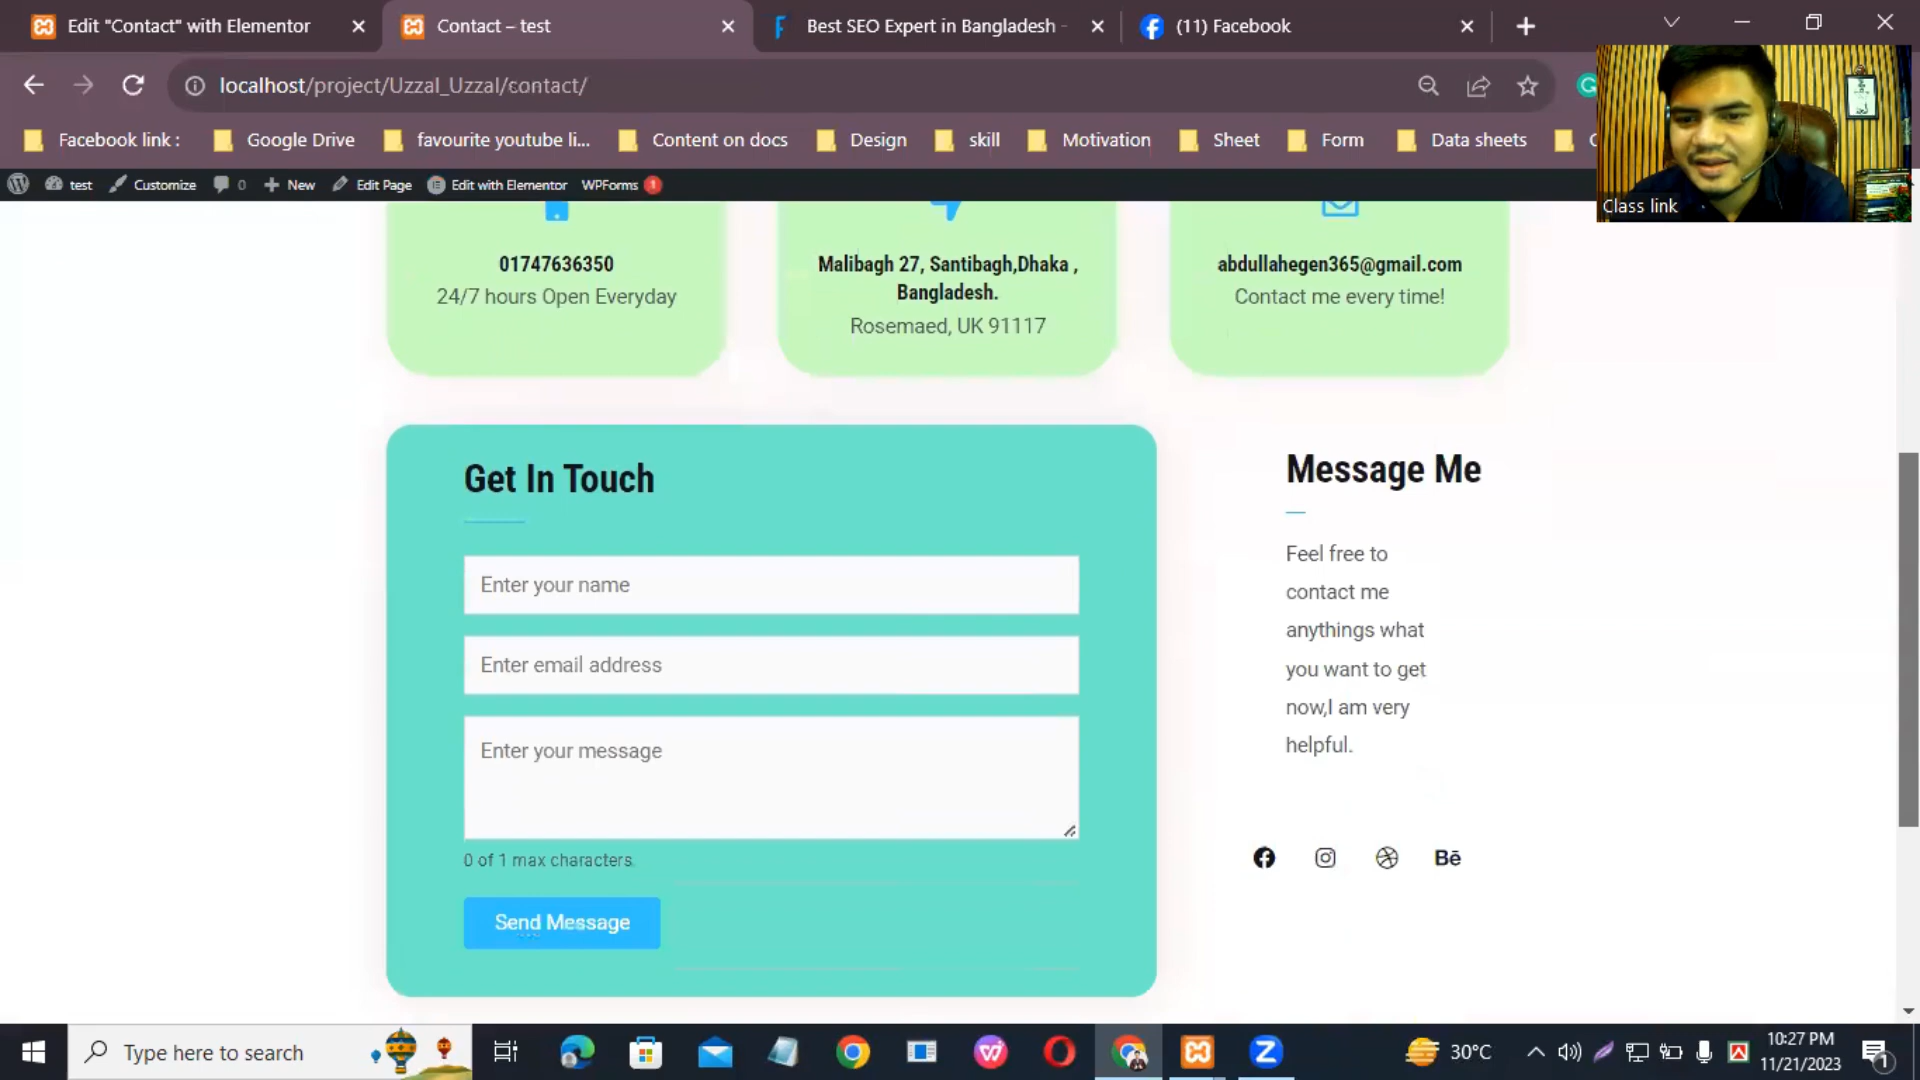 Edit "Contact" with Elementor
Contact – test
Best SEO Expert in Bangladesh -
(11) Facebook
localhost/project/Uzzal_Uzzal/contact/
Facebook link :
Google Drive
favourite youtube li...
Content on docs
Design
skill
Motivation
Sheet
Form
Data sheets
test
Customize
0
New
Edit Page
Edit with Elementor
WPForms 1
Class link
01747636350
24/7 hours Open Everyday
Malibagh 27, Santibagh,Dhaka ,
Bangladesh.
Rosemaed, UK 91117
abdullahegen365@gmail.com
Contact me every time!
Get In Touch
Enter your name
Enter email address
Enter your message
0 of 1 max characters.
Send Message
Message Me
Feel free to
contact me
anythings what
you want to get
now,I am very
helpful.
Bē
Type here to search
30°C
10:27 PM
11/21/2023
1